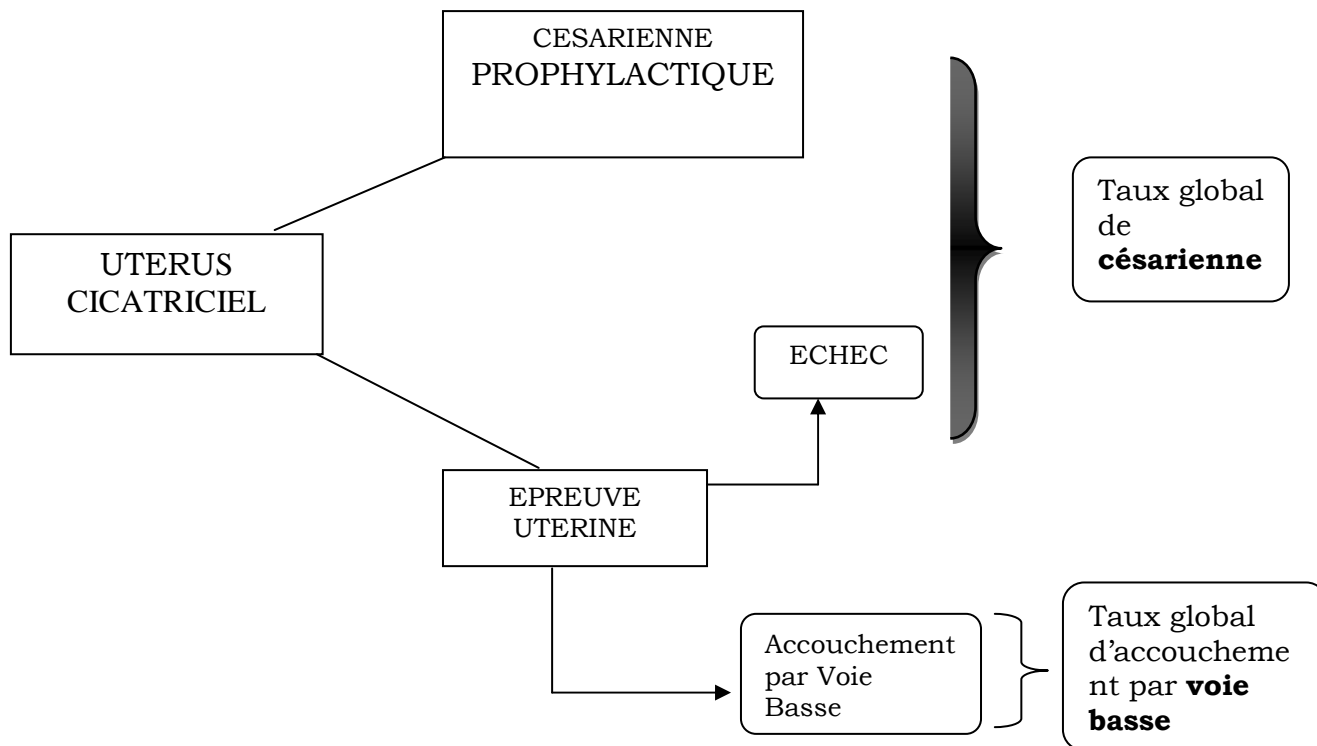 CESARIENNE
PROPHYLACTIQUE
Taux global
de
césarienne
UTERUS
CICATRICIEL
ECHEC
EPREUVE
UTERINE
Accouchement
par Voie
Basse
Taux global
d’accoucheme
nt par voie
basse